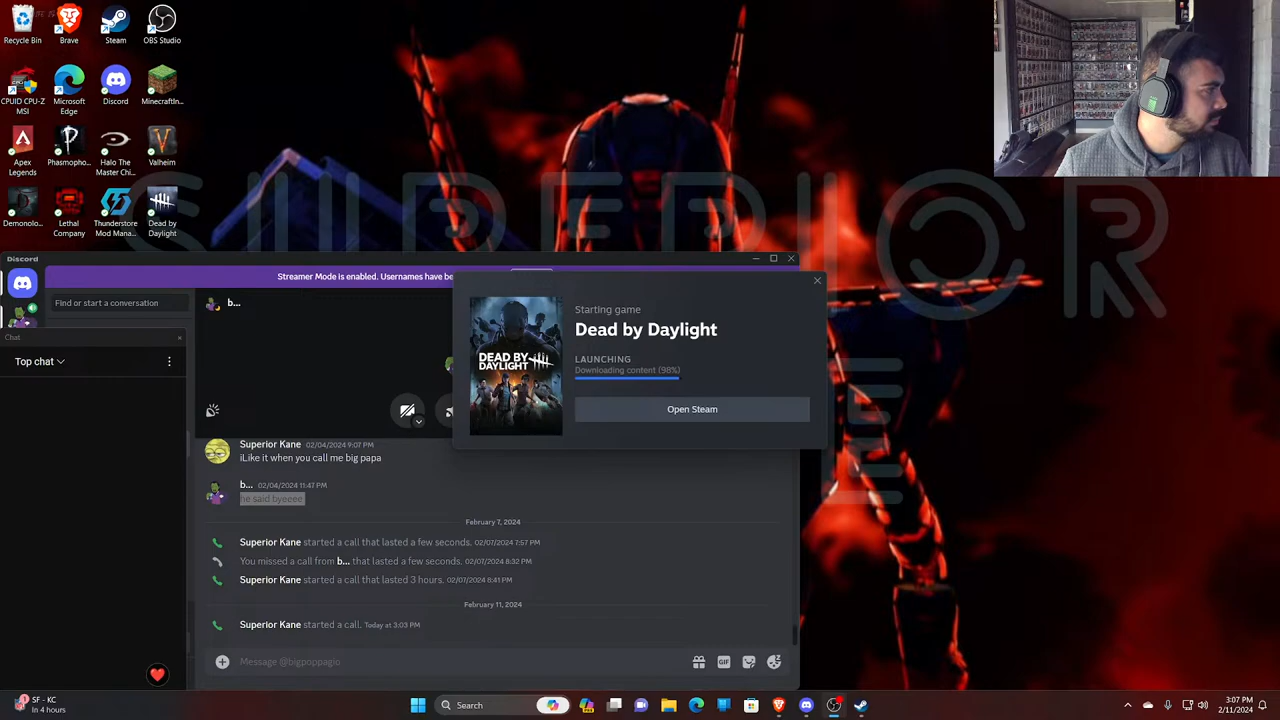 Recycle Bin
Brave
Steam
OBS Studio
CPUID CPU-Z MSI
Microsoft Edge
Discord
MinecraftIn...
Apex Legends
Phasmopho...
Halo The Master Chi...
Valheim
Demonolo...
Lethal Company
Thunderstore Mod Mana...
Dead by Daylight
SUPERIOR
Discord
Streamer Mode is enabled. Usernames have be
Find or start a conversation
b...
Chat
Top chat
Starting game
Dead by Daylight
LAUNCHING
Downloading content (98%)
Open Steam
DEAD BY
DAYLIGHT
Superior Kane 02/04/2024 9:07 PM
iLike it when you call me big papa
b... 02/04/2024 11:47 PM
he said byeeee
February 7, 2024
Superior Kane started a call that lasted a few seconds. 02/07/2024 7:57 PM
You missed a call from b... that lasted a few seconds. 02/07/2024 8:32 PM
Superior Kane started a call that lasted 3 hours. 02/07/2024 8:41 PM
February 11, 2024
Superior Kane started a call. Today at 3:03 PM
Message @bigpoppagio
GIF
SF - KC
In 4 hours
Search
3:07 PM
2/11/2024